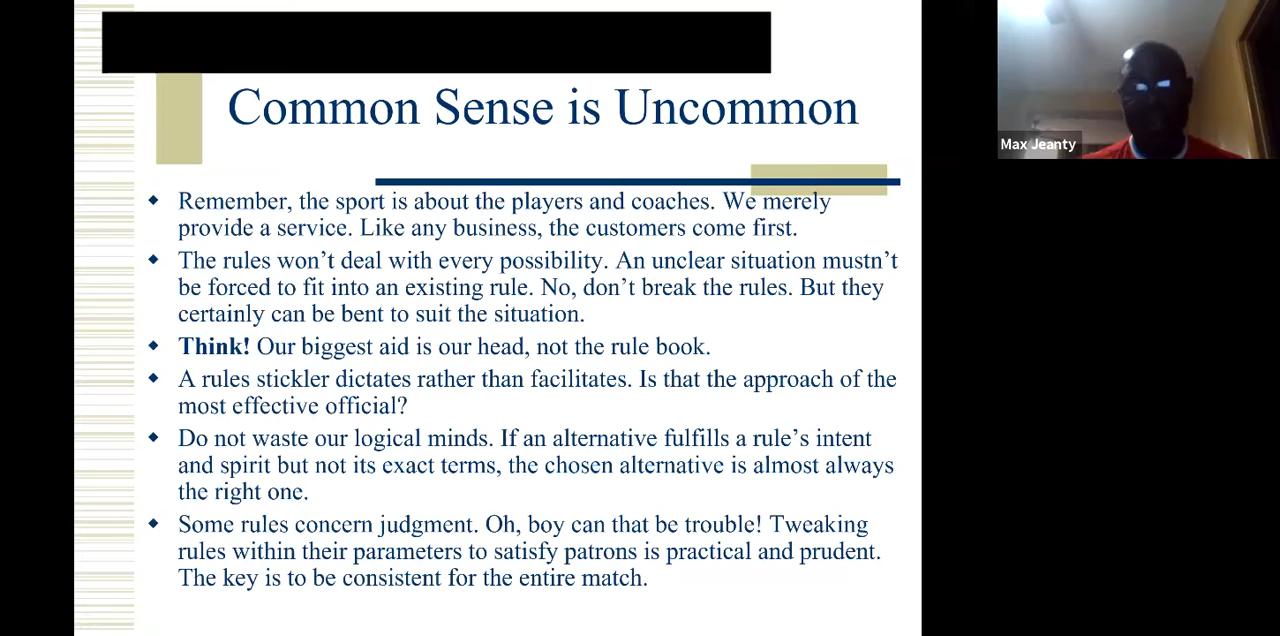 Common Sense is Uncommon
Max Jeanty
Remember, the sport is about the players and coaches. We merely
provide a service. Like any business, the customers come first.
The rules won't deal with every possibility. An unclear situation mustn't
be forced to fit into an existing rule. No, don't break the rules. But they
certainly can be bent to suit the situation.
Think! Our biggest aid is our head, not the rule book.
A rules stickler dictates rather than facilitates. Is that the approach of the
most effective official?
Do not waste our logical minds. If an alternative fulfills a rule's intent
and spirit but not its exact terms, the chosen alternative is almost always
the right one.
Some rules concern judgment. Oh, boy can that be trouble! Tweaking
rules within their parameters to satisfy patrons is practical and prudent.
The key is to be consistent for the entire match.